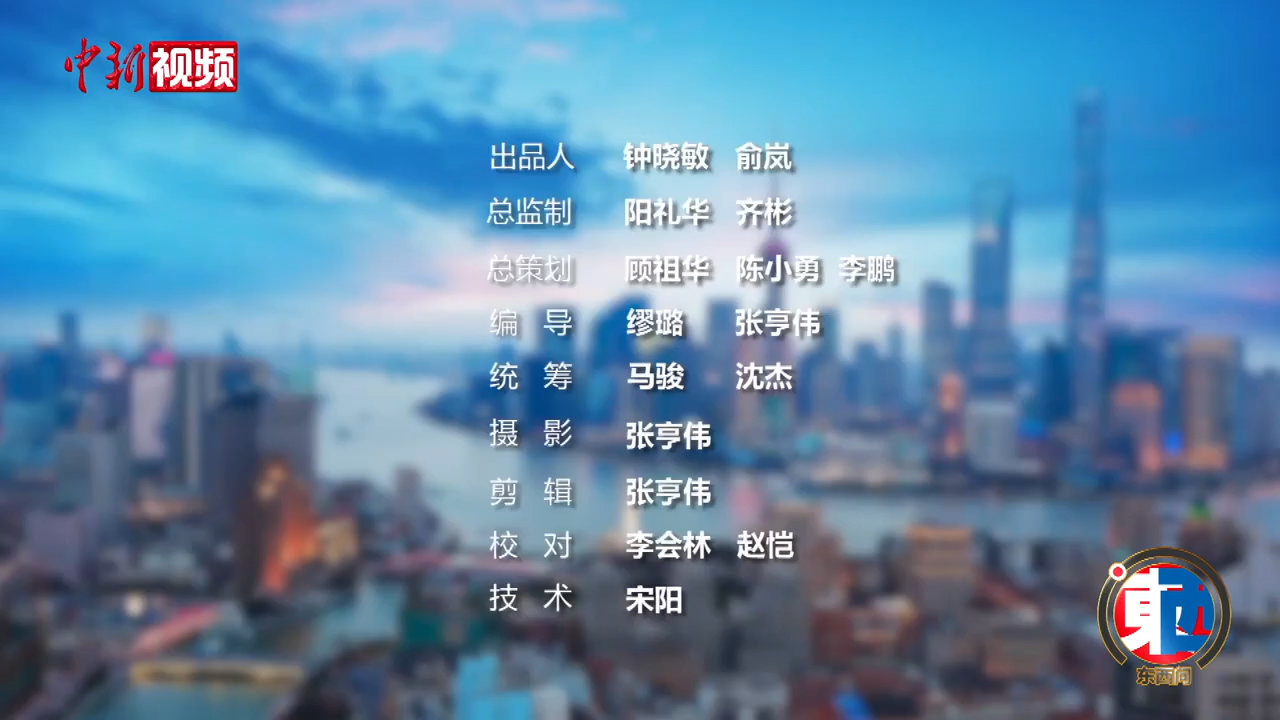 中新视频
出品人 钟晓敏 俞岚
总监制 阳礼华 齐彬
总策划 顾祖华 陈小勇 李鹏
编 导 缪璐 张亨伟
统 筹 马骏 沈杰
摄 影 张亨伟
剪 辑 张亨伟
校 对 李会林 赵恺
技 术 宋阳
东西问